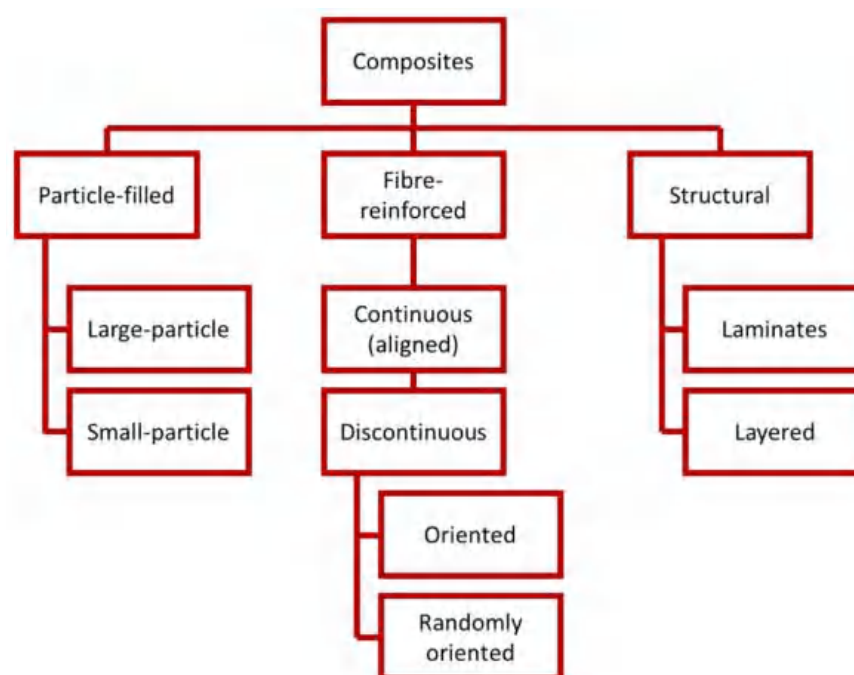 Composites
Particle-filled
Fibre-
reinforced
Structural
Large-particle
Continuous
(aligned)
Laminates
Small-particle
Discontinuous
Layered
Oriented
Randomly
oriented